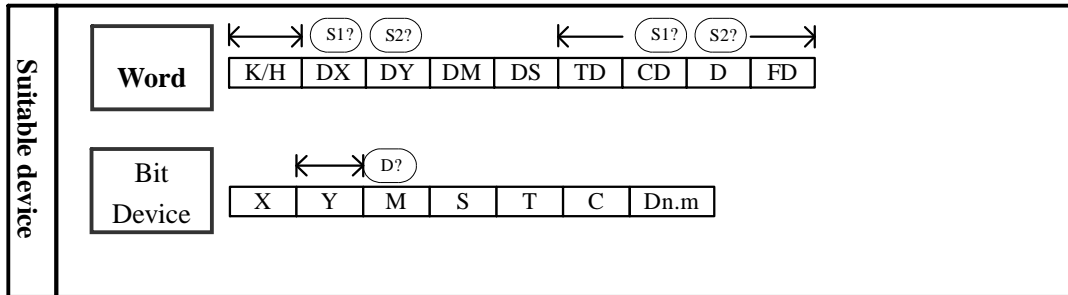 Suitable device
Word
S1? S2? S1? S2?
K/H DX DY DM DS TD CD D FD
Bit
Device
D?
X Y M S T C Dn.m